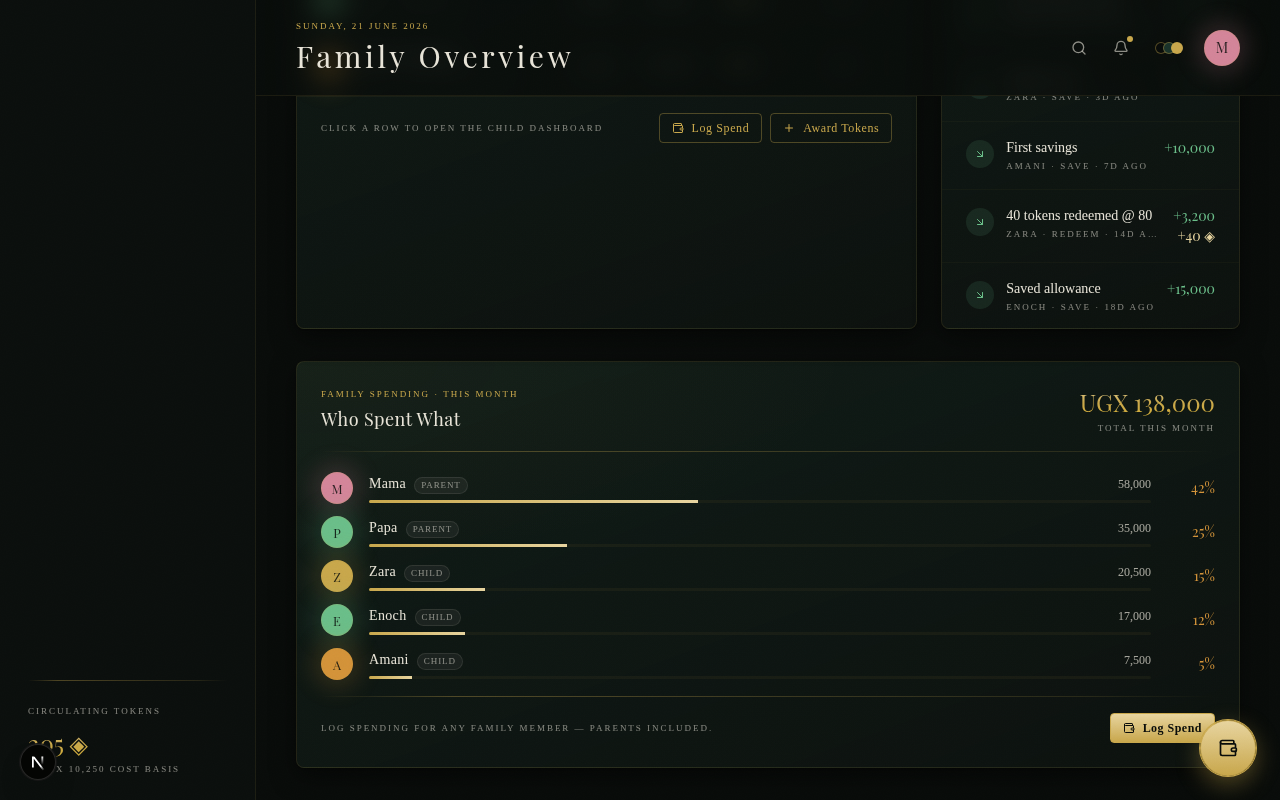 SUNDAY, 21 JUNE 2026
Family Overview
M
CLICK A ROW TO OPEN THE CHILD DASHBOARD
Log Spend
Award Tokens
ZARA · SAVE · 3D AGO
First savings
+10,000
AMANI · SAVE · 7D AGO
40 tokens redeemed @ 80
+3,200
ZARA · REDEEM · 14D A…
+40 ◈
Saved allowance
+15,000
ENOCH · SAVE · 18D AGO
FAMILY SPENDING · THIS MONTH
Who Spent What
UGX 138,000
TOTAL THIS MONTH
M
Mama
PARENT
58,000
42%
P
Papa
PARENT
35,000
25%
Z
Zara
CHILD
20,500
15%
E
Enoch
CHILD
17,000
12%
A
Amani
CHILD
7,500
5%
LOG SPENDING FOR ANY FAMILY MEMBER — PARENTS INCLUDED.
Log Spend
CIRCULATING TOKENS
◈
N
10,250 COST BASIS